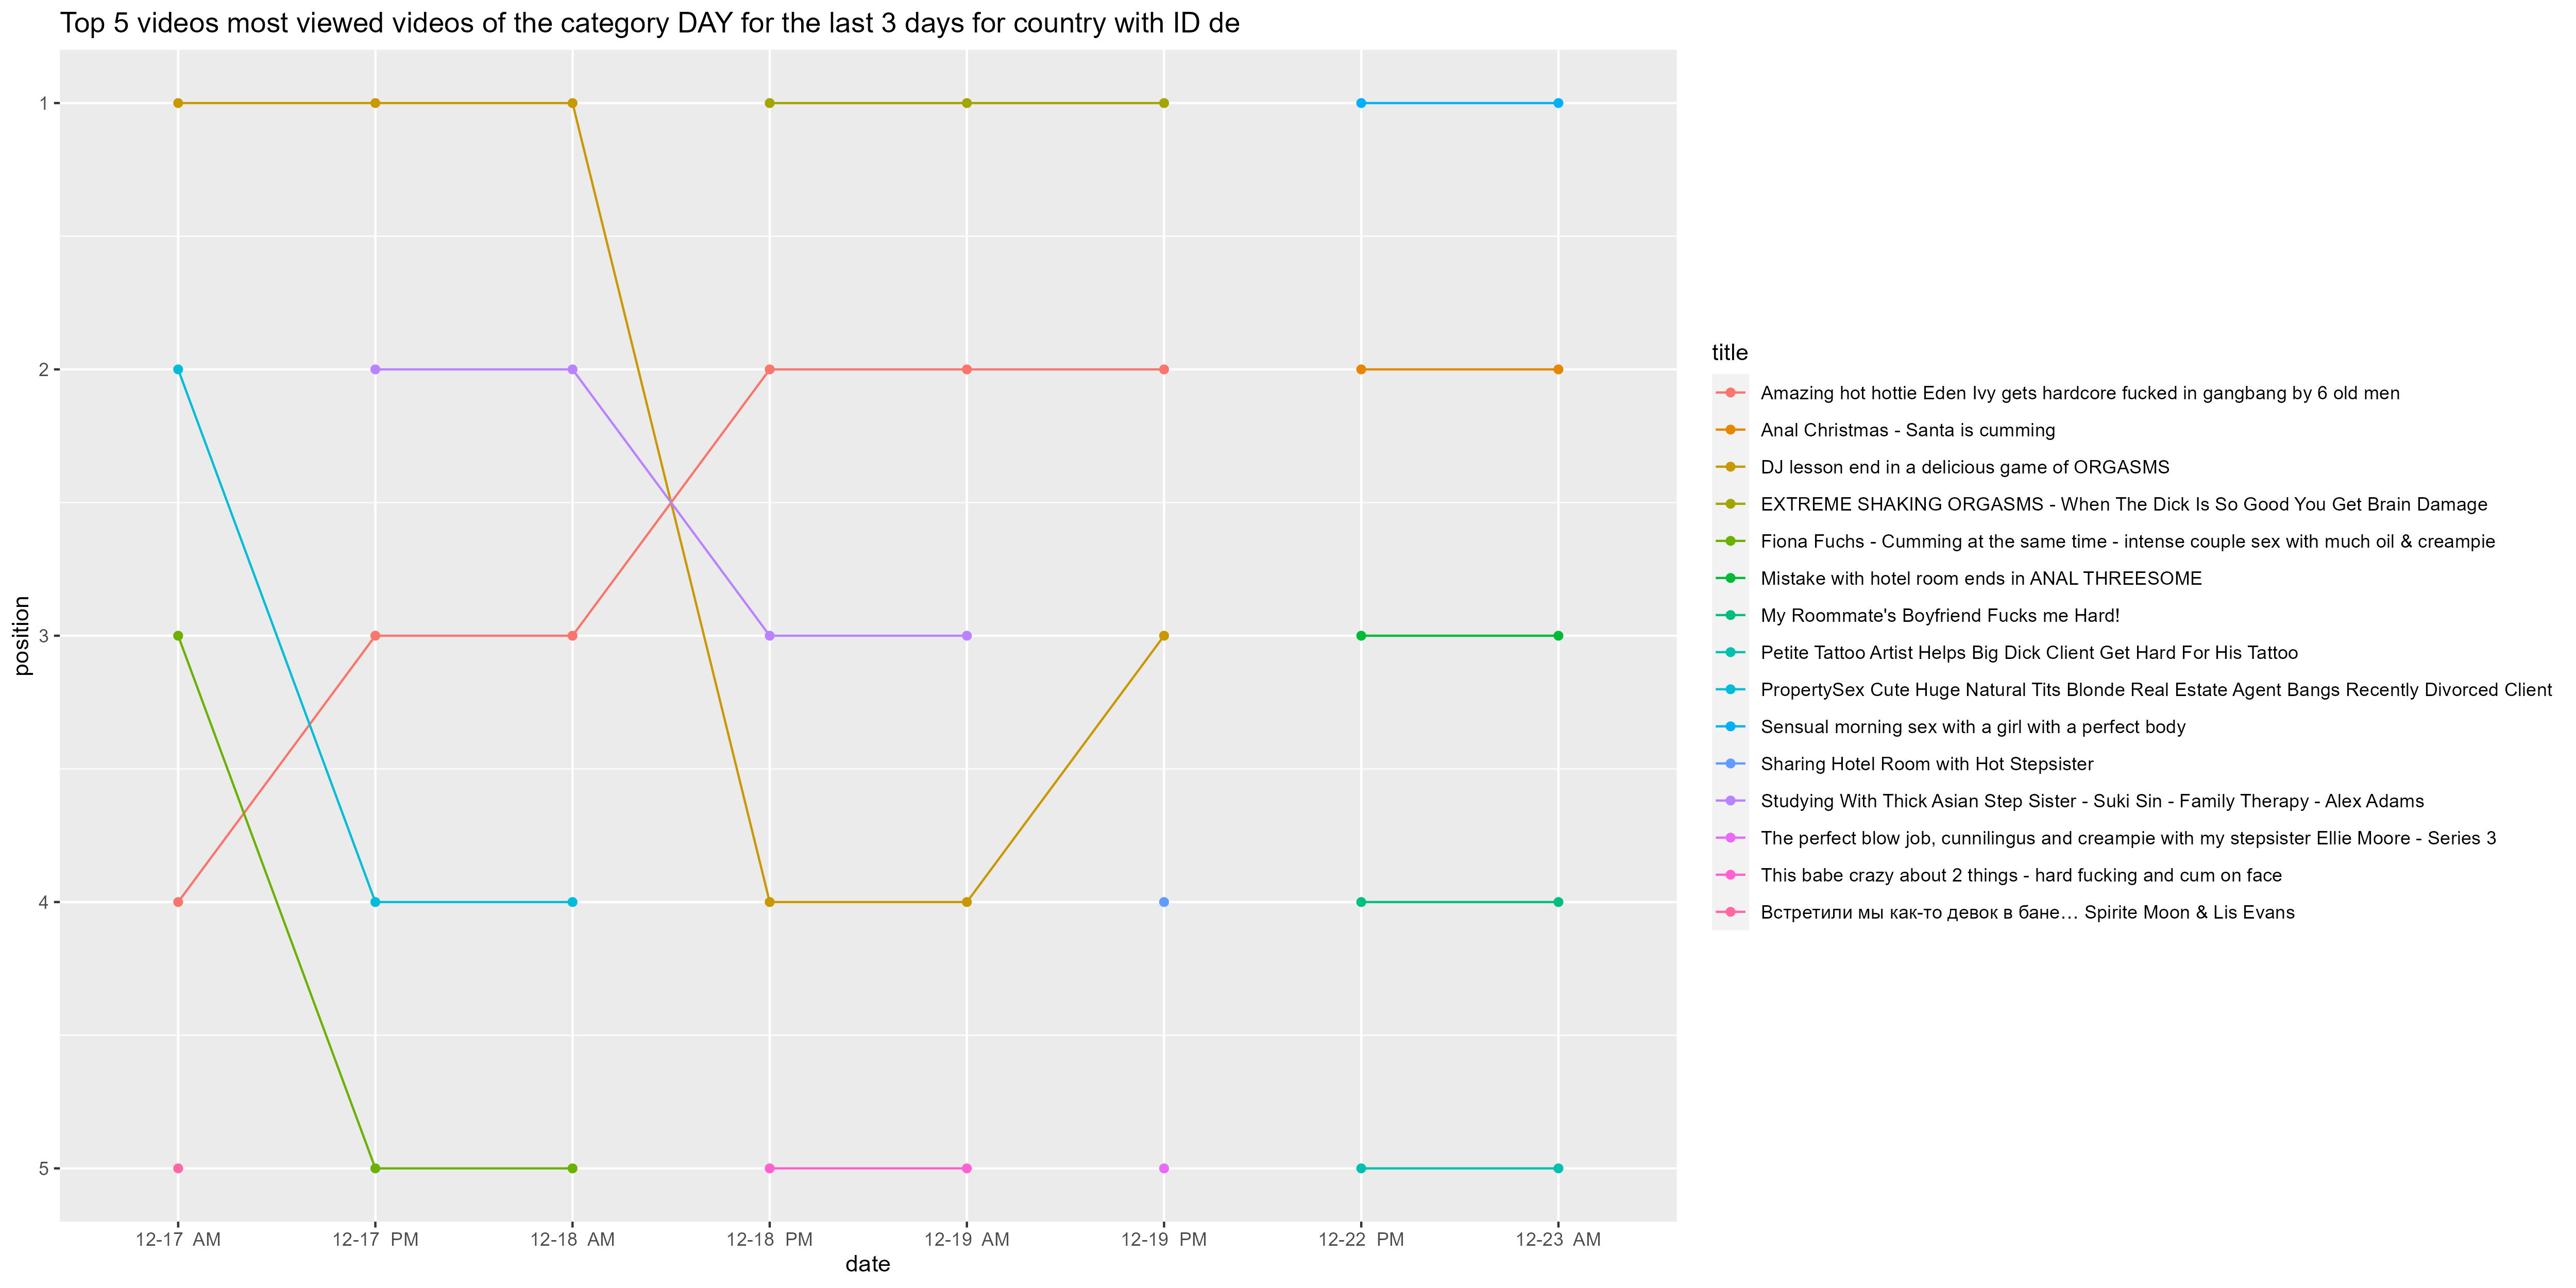 Top 5 videos most viewed videos of the category DAY for the last 3 days for country with ID de
position
1
2
3
4
5
12-17 AM
12-17 PM
12-18 AM
12-18 PM
12-19 AM
12-19 PM
12-22 PM
12-23 AM
date
title
Amazing hot hottie Eden Ivy gets hardcore fucked in gangbang by 6 old men
Anal Christmas - Santa is cumming
DJ lesson end in a delicious game of ORGASMS
EXTREME SHAKING ORGASMS - When The Dick Is So Good You Get Brain Damage
Fiona Fuchs - Cumming at the same time - intense couple sex with much oil & creampie
Mistake with hotel room ends in ANAL THREESOME
My Roommate's Boyfriend Fucks me Hard!
Petite Tattoo Artist Helps Big Dick Client Get Hard For His Tattoo
PropertySex Cute Huge Natural Tits Blonde Real Estate Agent Bangs Recently Divorced Client
Sensual morning sex with a girl with a perfect body
Sharing Hotel Room with Hot Stepsister
Studying With Thick Asian Step Sister - Suki Sin - Family Therapy - Alex Adams
The perfect blow job, cunnilingus and creampie with my stepsister Ellie Moore - Series 3
This babe crazy about 2 things - hard fucking and cum on face
Встретили мы как-то девок в бане… Spirite Moon & Lis Evans